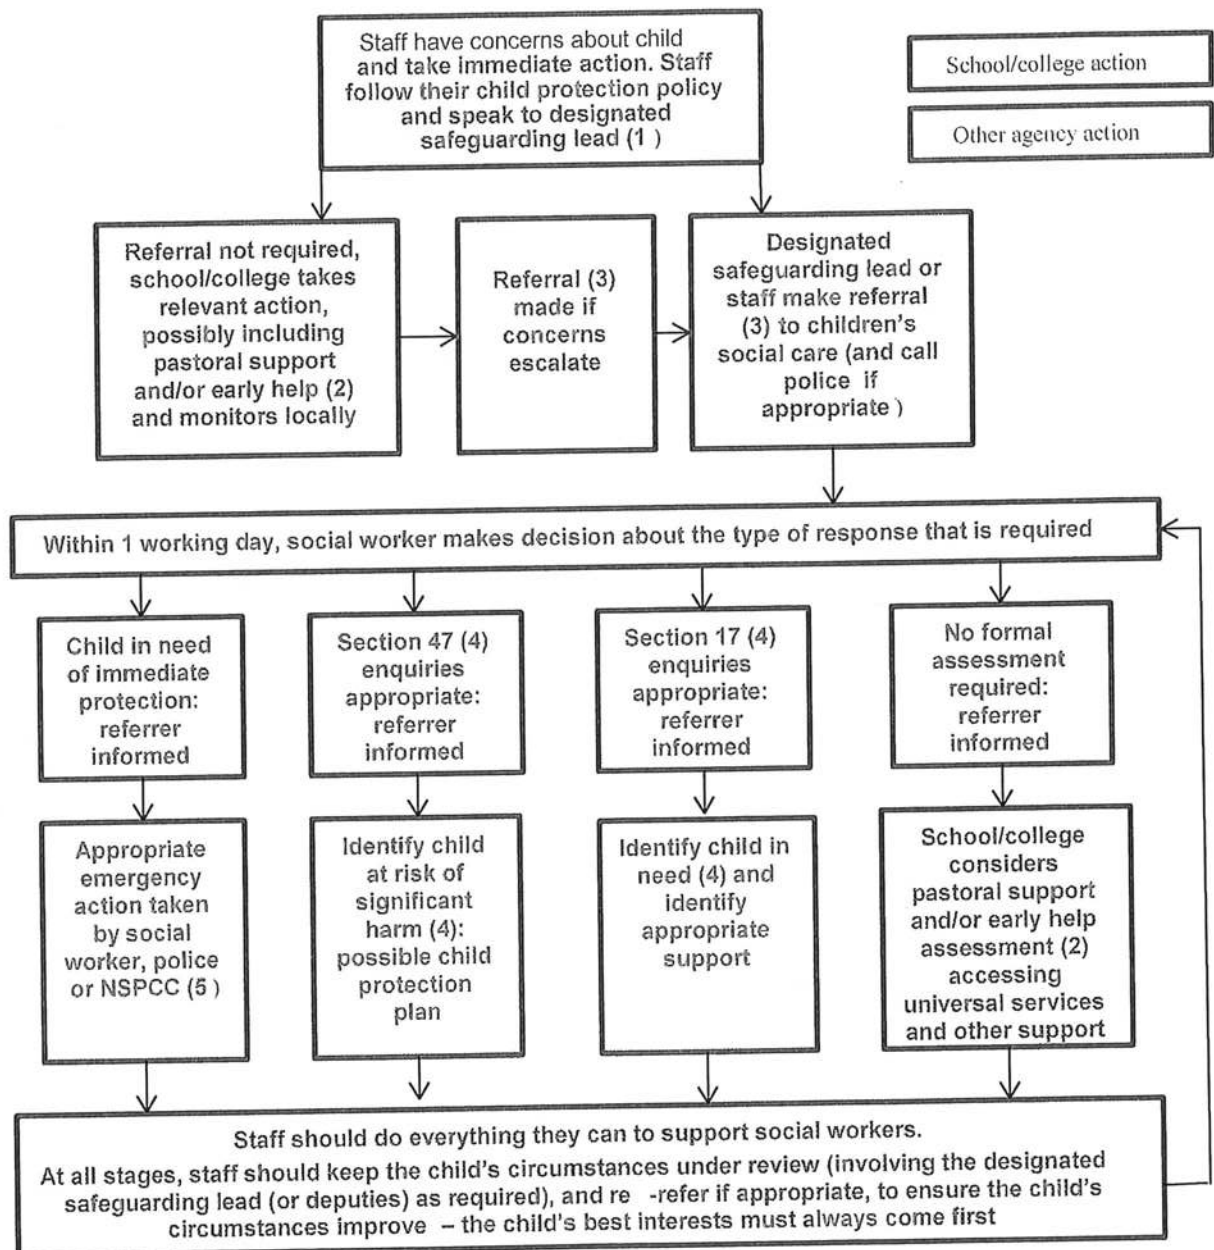 Staff have concerns about child
and take immediate action. Staff
follow their child protection policy
and speak to designated
safeguarding lead (1 )
School/college action
Other agency action
Referral not required,
school/college takes
relevant action,
possibly including
pastoral support
and/or early help (2)
and monitors locally
Referral (3)
made if
concerns
escalate
Designated
safeguarding lead or
staff make referral
(3) to children's
social care (and call
police if
appropriate )
Within 1 working day, social worker makes decision about the type of response that is required
Child in need
of immediate
protection:
referrer
informed
Section 47 (4)
enquiries
appropriate:
referrer
informed
Section 17 (4)
enquiries
appropriate:
referrer
informed
No formal
assessment
required:
referrer
informed
Appropriate
emergency
action taken
by social
worker, police
or NSPCC (5 )
Identify child
at risk of
significant
harm (4):
possible child
protection
plan
Identify child in
need (4) and
identify
appropriate
support
School/college
considers
pastoral support
and/or early help
assessment (2)
accessing
universal services
and other support
Staff should do everything they can to support social workers.
At all stages, staff should keep the child's circumstances under review (involving the designated
safeguarding lead (or deputies) as required), and re -refer if appropriate, to ensure the child's
circumstances improve – the child's best interests must always come first